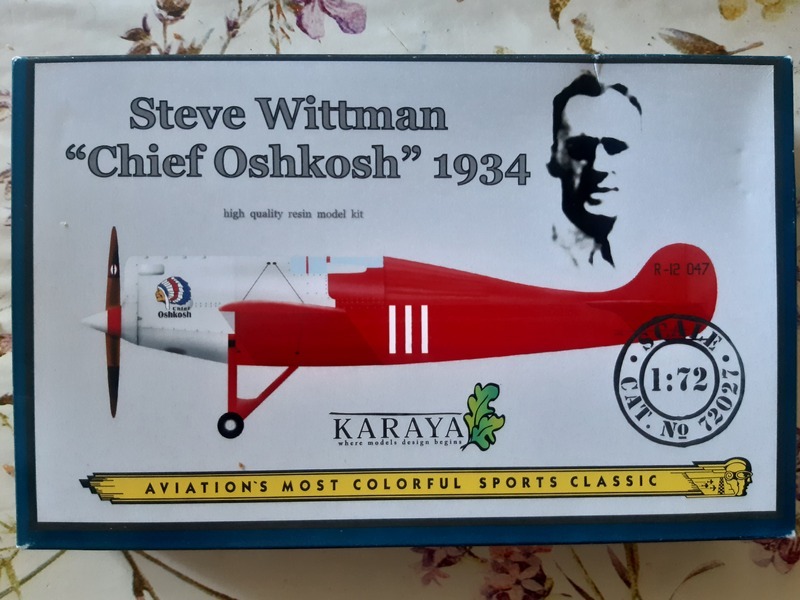 Steve Wittman
“Chief Oshkosh” 1934
high quality resin model kit
R-12 047
CHIEF
Oshkosh
III
SCALE
1:72
CAT. No 72027
KARAYA
where models design begins
AVIATION'S MOST COLORFUL SPORTS CLASSIC